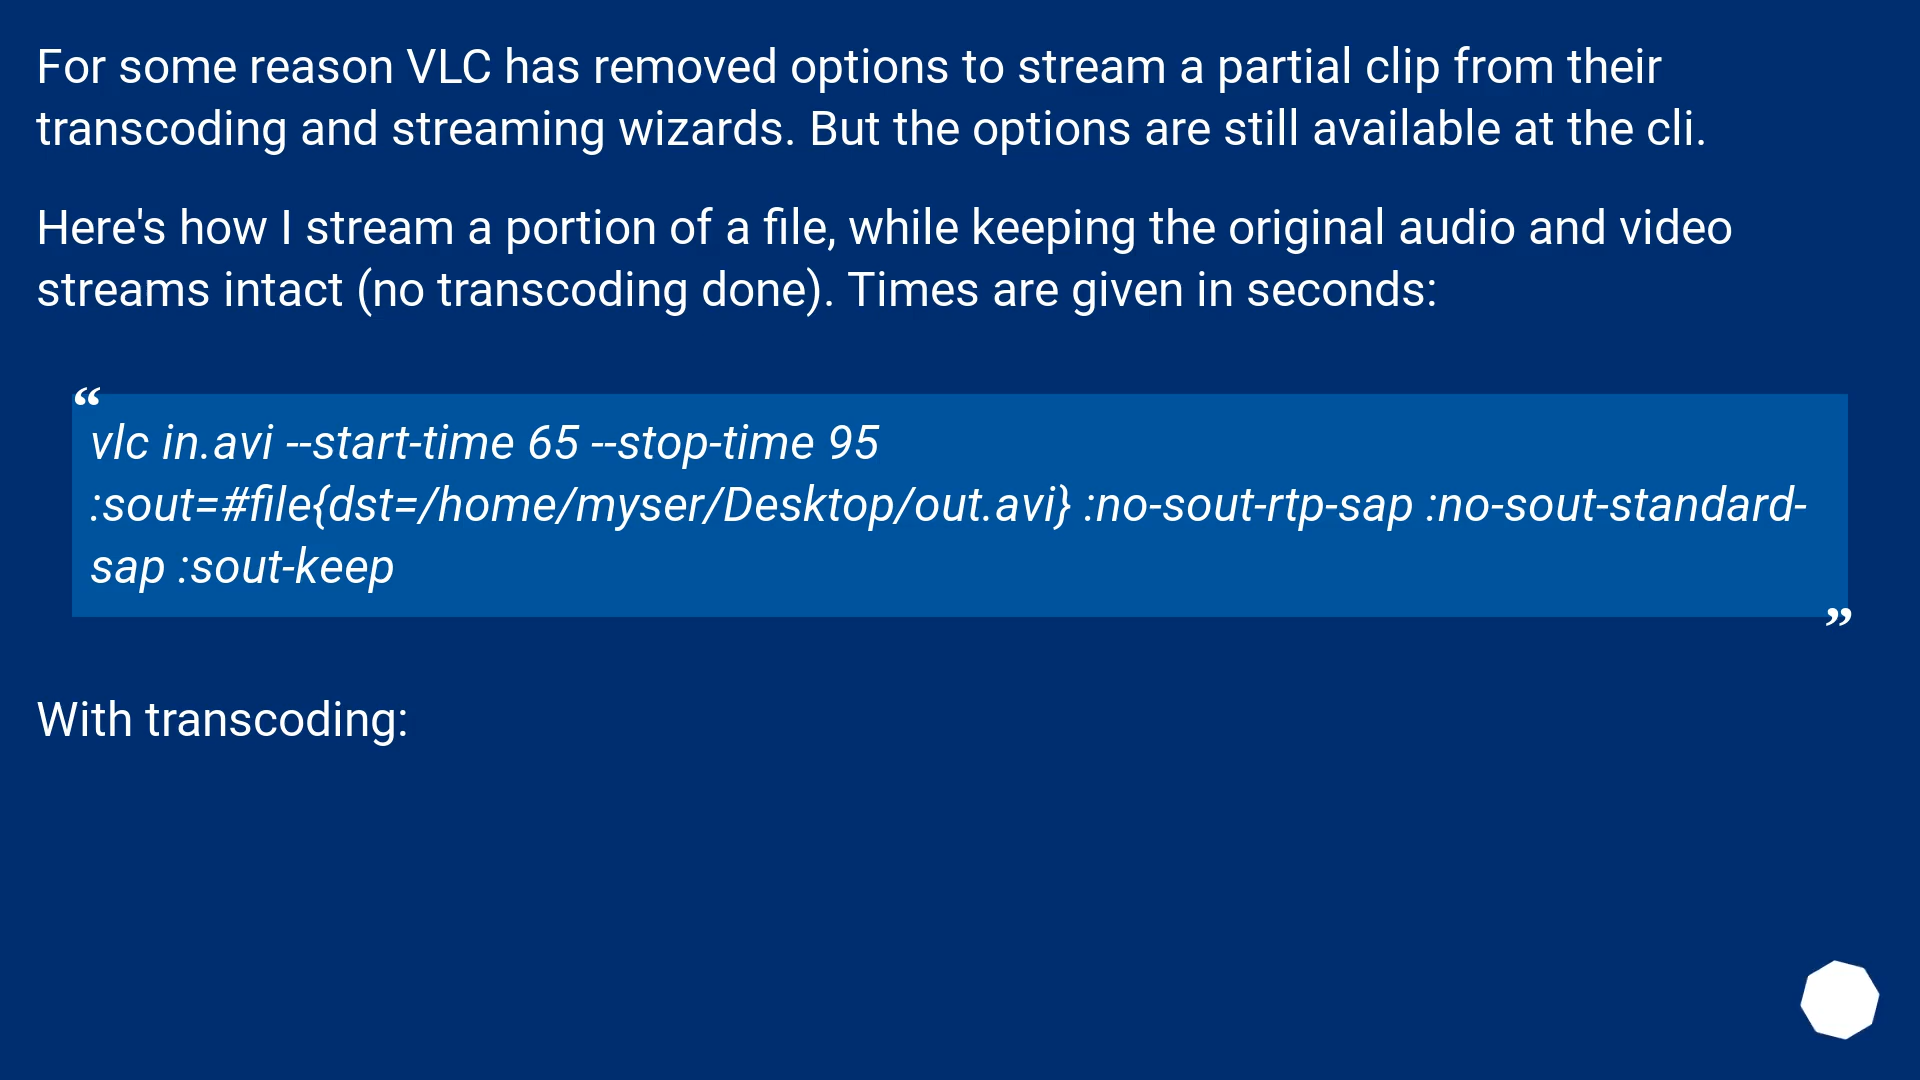 For some reason VLC has removed options to stream a partial clip from their
transcoding and streaming wizards. But the options are still available at the cli.
Here's how I stream a portion of a file, while keeping the original audio and video
streams intact (no transcoding done). Times are given in seconds:
“
vlc in.avi --start-time 65 --stop-time 95
:sout=#file{dst=/home/myser/Desktop/out.avi} :no-sout-rtp-sap :no-sout-standard-
sap :sout-keep
”
With transcoding: